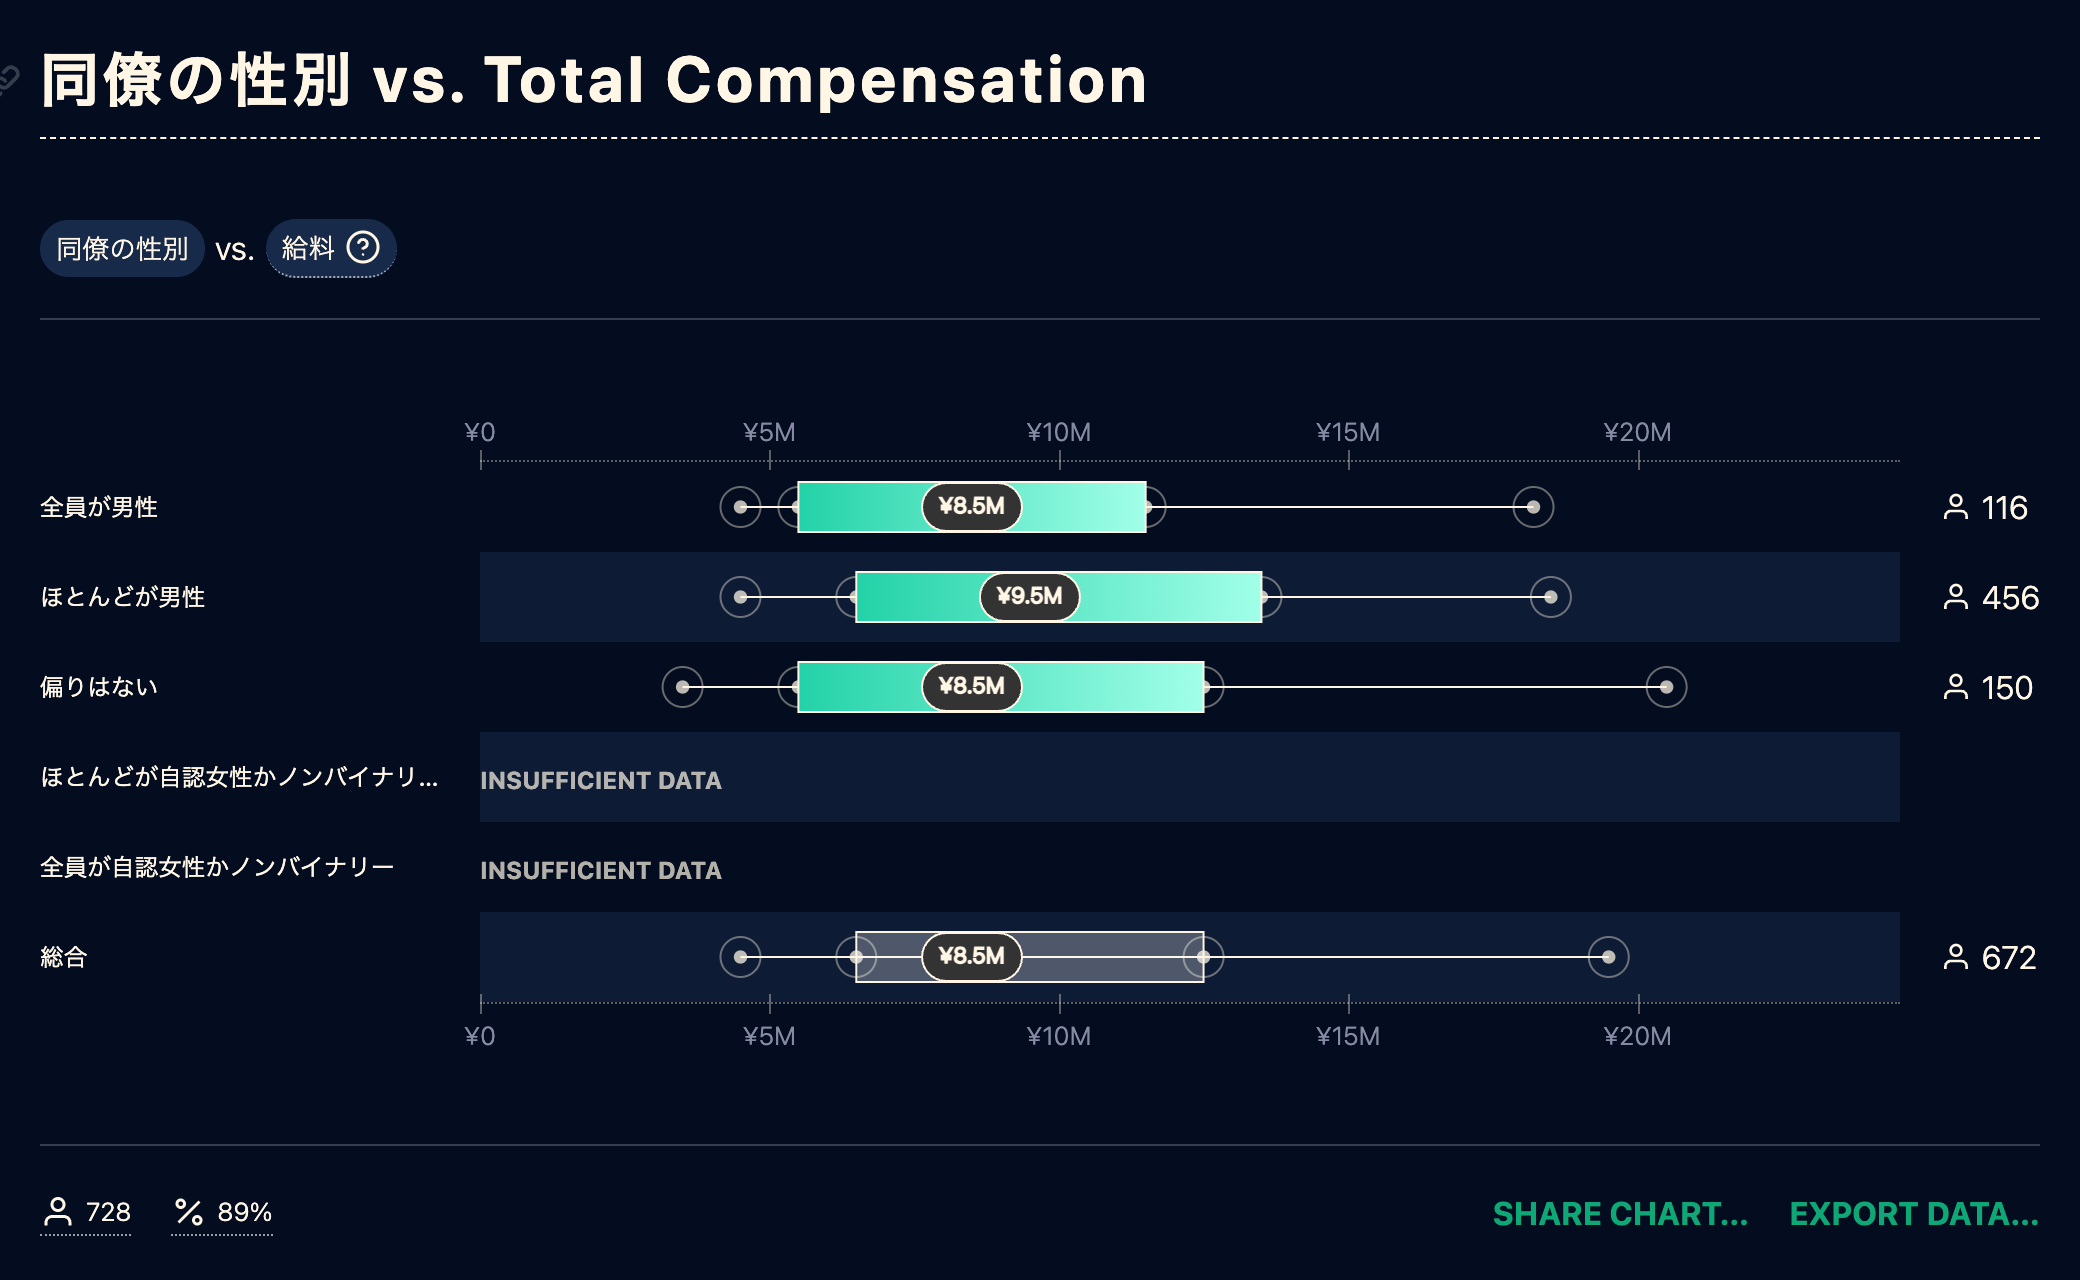 同僚の性別 vs. Total Compensation
同僚の性別 vs. 給料 ?
¥0 ¥5M ¥10M ¥15M ¥20M
全員が男性 ¥8.5M 116
ほとんどが男性 ¥9.5M 456
偏りはない ¥8.5M 150
ほとんどが自認女性かノンバイナリ... INSUFFICIENT DATA
全員が自認女性かノンバイナリー INSUFFICIENT DATA
総合 ¥8.5M 672
¥0 ¥5M ¥10M ¥15M ¥20M
728 % 89% SHARE CHART... EXPORT DATA...